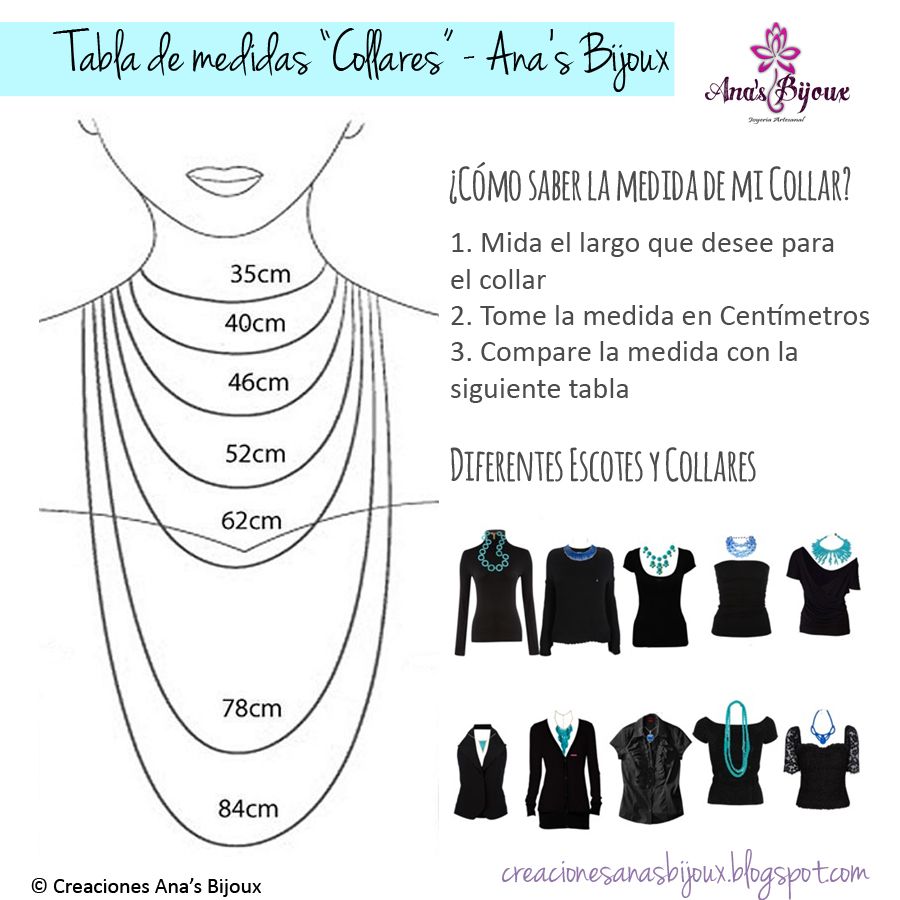 Tabla de medidas "Collares" - Ana's Bijoux
Ana's Bijoux
Joyería Artesanal
¿Cómo saber la medida de mi Collar?
1. Mida el largo que desee para
el collar
2. Tome la medida en Centímetros
3. Compare la medida con la
siguiente tabla
35cm
40cm
46cm
52cm
62cm
78cm
84cm
Diferentes Escotes y Collares
© Creaciones Ana's Bijoux
creacionesanasbijoux.blogspot.com